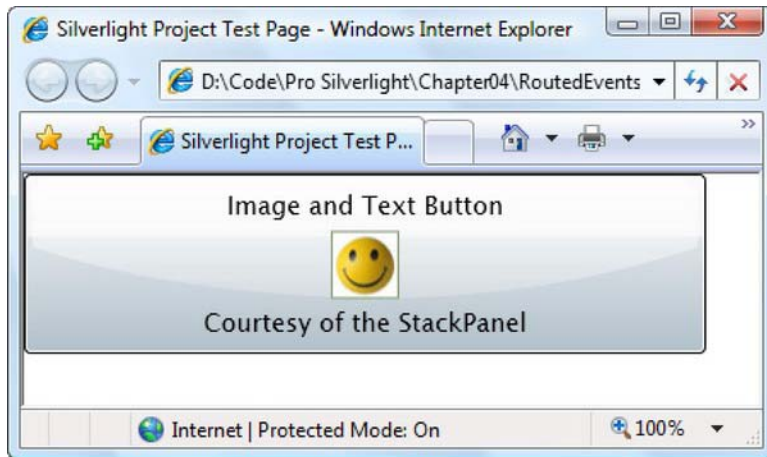 Silverlight Project Test Page - Windows Internet Explorer
D:\Code\Pro Silverlight\Chapter04\RoutedEvents
Silverlight Project Test P...
Image and Text Button
Courtesy of the StackPanel
Internet | Protected Mode: On
100%